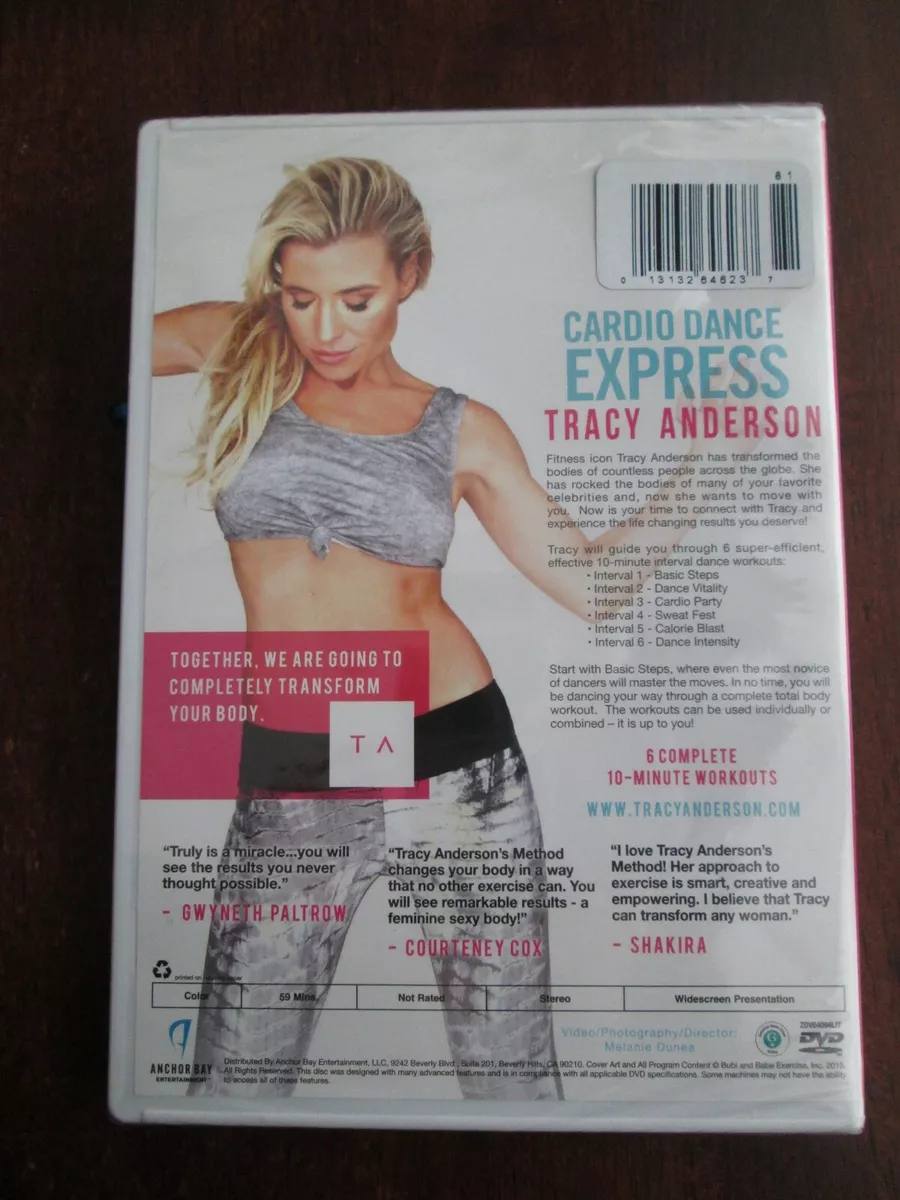 81
0 13132 64623 7
CARDIO DANCE
EXPRESS
TRACY ANDERSON
Fitness icon Tracy Anderson has transformed the
bodies of countless people across the globe. She
has rocked the bodies of many of your favorite
celebrities and, now she wants to move with
you. Now is your time to connect with Tracy and
experience the life changing results you deserve!
Tracy will guide you through 6 super-efficient,
effective 10-minute interval dance workouts:
• Interval 1 - Basic Steps
• Interval 2 - Dance Vitality
• Interval 3 - Cardio Party
• Interval 4 - Sweat Fest
• Interval 5 - Calorie Blast
• Interval 6 - Dance Intensity
Start with Basic Steps, where even the most novice
of dancers will master the moves. In no time, you will
be dancing your way through a complete total body
workout. The workouts can be used individually or
combined – it is up to you!
TOGETHER, WE ARE GOING TO
COMPLETELY TRANSFORM
YOUR BODY.
T A
6 COMPLETE
10-MINUTE WORKOUTS
WWW.TRACYANDERSON.COM
“Truly is a miracle...you will
see the results you never
thought possible.”
- GWYNETH PALTROW
“Tracy Anderson's Method
changes your body in a way
that no other exercise can. You
will see remarkable results - a
feminine sexy body!”
- COURTENEY COX
“I love Tracy Anderson's
Method! Her approach to
exercise is smart, creative and
empowering. I believe that Tracy
can transform any woman.”
- SHAKIRA
printed on paper
Color 59 Mins. Not Rated Stereo Widescreen Presentation
Video/Photography/Director:
Melanie Dunea
DVD
ANCHOR BAY
ENTERTAINMENT
Distributed By Anchor Bay Entertainment, LLC, 9242 Beverly Blvd., Suite 201, Beverly Hills, CA 90210. Cover Art and All Program Content © Bubi and Babe Exercise, Inc.
All Rights Reserved. This disc was designed with many advanced features and is in compliance with all applicable DVD specifications. Some machines may not have the ability
to access all of these features.